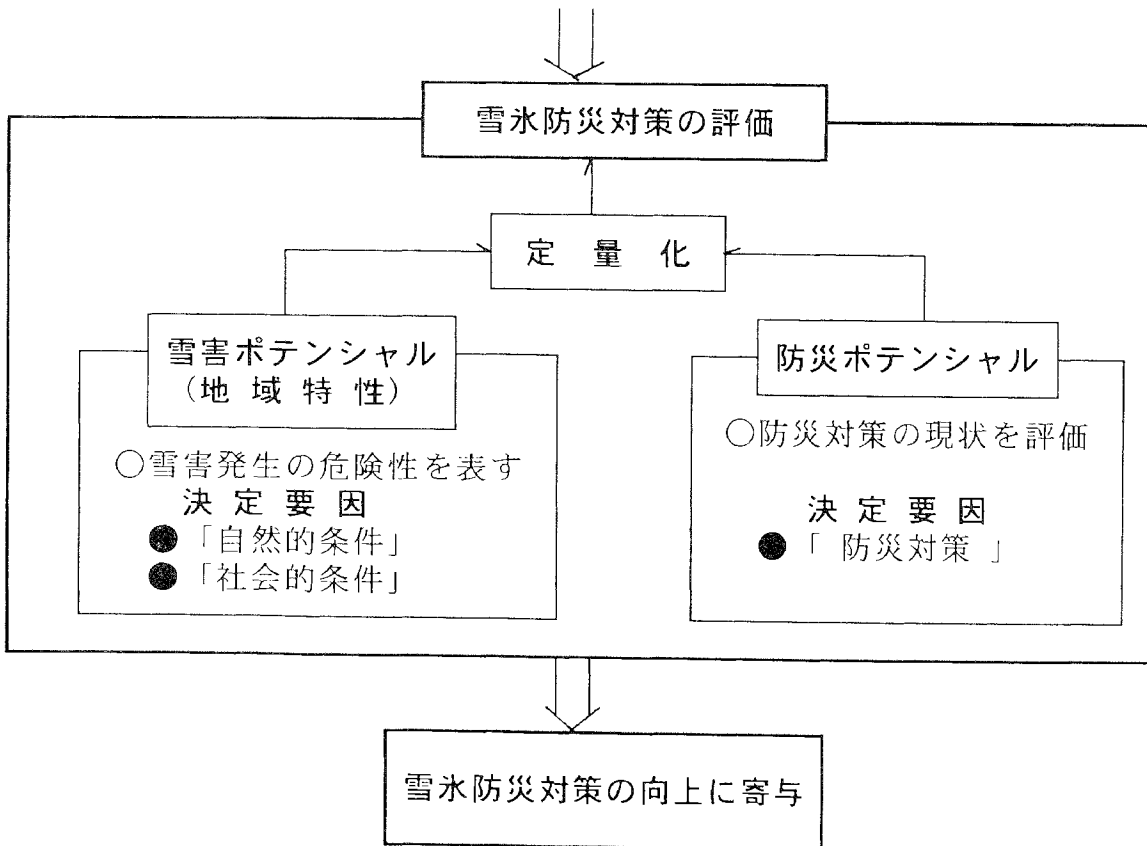 雪氷防災対策の評価
定量化
雪害ポテンシャル
(地域特性)
○雪害発生の危険性を表す
決定要因
●「自然的条件」
●「社会的条件」
防災ポテンシャル
○防災対策の現状を評価
決定要因
●「防災対策」
雪氷防災対策の向上に寄与